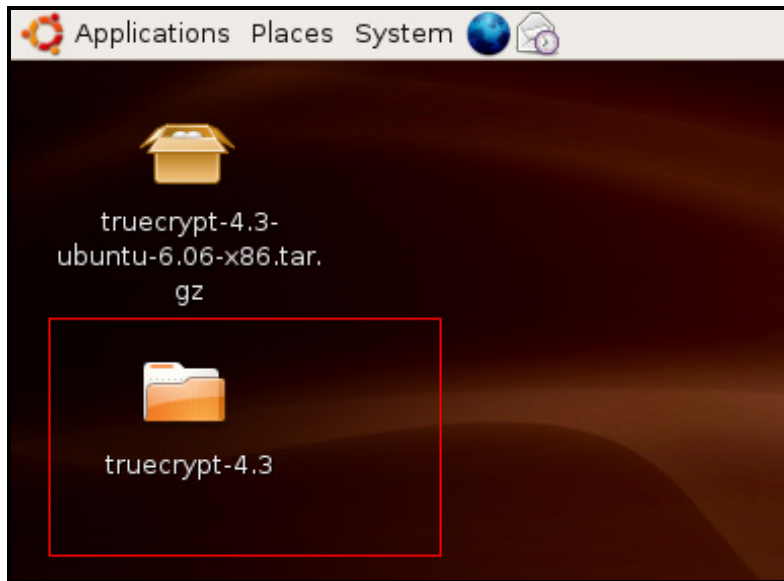 Applications Places System
truecrypt-4.3-
ubuntu-6.06-x86.tar.
gz
truecrypt-4.3